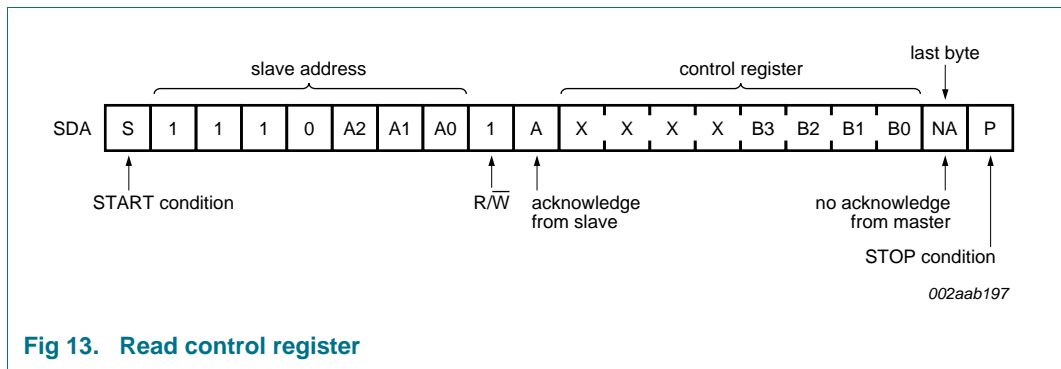 last byte
slave address control register
SDA S 1 1 1 0 A2 A1 A0 1 A X X X X B3 B2 B1 B0 NA P
START condition R/W̅ acknowledge
from slave no acknowledge
from master
STOP condition
002aab197
Fig 13. Read control register